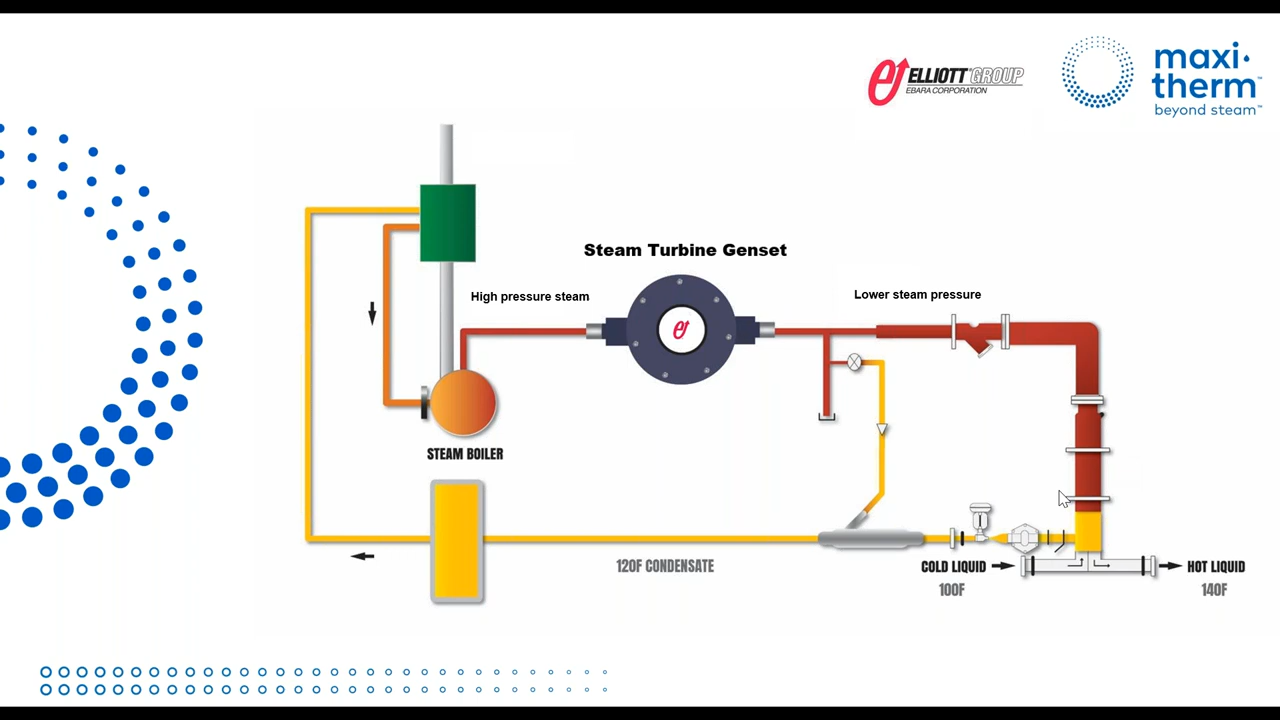 ELLIOTT GROUP
EBARA CORPORATION
maxi
therm™
beyond steam™
Steam Turbine Genset
High pressure steam
Lower steam pressure
STEAM BOILER
120F CONDENSATE
COLD LIQUID
100F
HOT LIQUID
140F